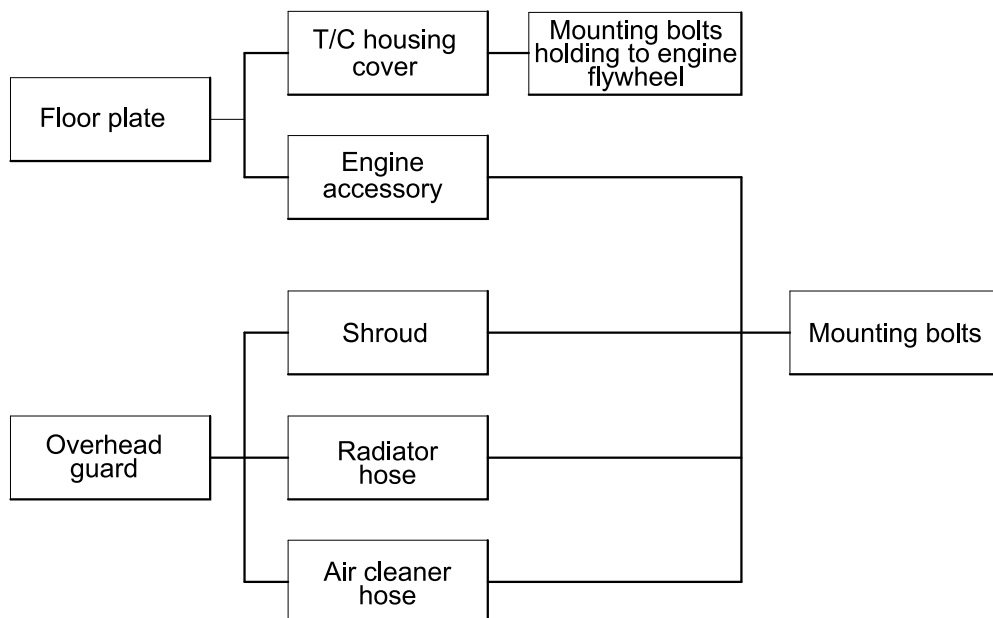 T/C housing
cover
Mounting bolts
holding to engine
flywheel
Floor plate
Engine
accessory
Shroud
Mounting bolts
Overhead
guard
Radiator
hose
Air cleaner
hose